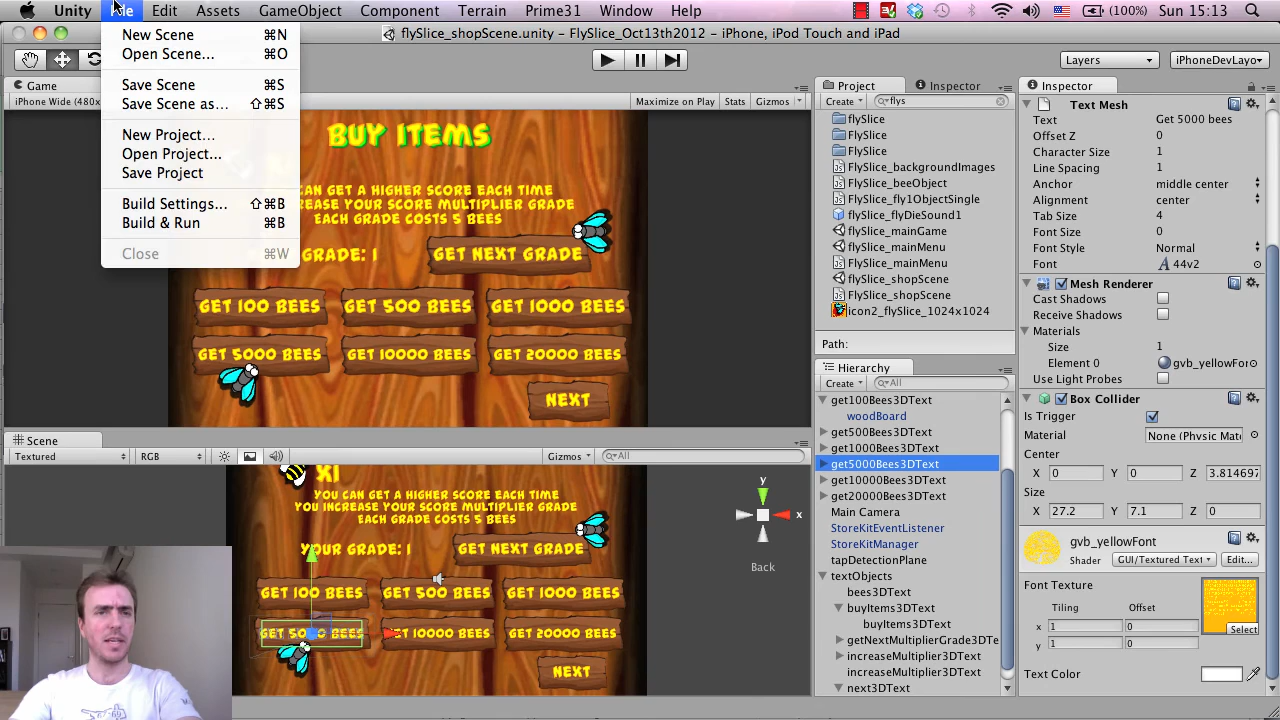 Unity File Edit Assets GameObject Component Terrain Prime31 Window Help (100%) Sun 15:13
flySlice_shopScene.unity - FlySlice_Oct13th2012 - iPhone, iPod Touch and iPad
New Scene ⌘N
Open Scene... ⌘O
Save Scene ⌘S
Save Scene as... ⇧⌘S
New Project...
Open Project...
Save Project
Build Settings... ⇧⌘B
Build & Run ⌘B
Close ⌘W
Layers
iPhoneDevLayo
Game
iPhone Wide (480x
Maximize on Play Stats Gizmos
BUY ITEMS
CAN GET A HIGHER SCORE EACH TIME
CREASE YOUR SCORE MULTIPLIER GRADE
EACH GRADE COSTS 5 BEES
GRADE: 1
GET NEXT GRADE
GET 100 BEES GET 500 BEES GET 1000 BEES
GET 5000 BEES GET 10000 BEES GET 20000 BEES
NEXT
Scene
Textured RGB Gizmos All
X1
YOU CAN GET A HIGHER SCORE EACH TIME
YOU INCREASE YOUR SCORE MULTIPLIER GRADE
EACH GRADE COSTS 5 BEES
YOUR GRADE: 1
GET NEXT GRADE
GET 100 BEES GET 500 BEES GET 1000 BEES
GET 5000 BEES GET 10000 BEES GET 20000 BEES
NEXT
y
x
Back
Project Inspector
Create flys
flySlice
FlySlice
FlySlice
FlySlice_backgroundImages
FlySlice_beeObject
FlySlice_fly1ObjectSingle
flySlice_flyDieSound1
flySlice_mainGame
flySlice_mainMenu
FlySlice_mainMenu
flySlice_shopScene
FlySlice_shopScene
icon2_flySlice_1024x1024
Path:
Hierarchy
Create All
get100Bees3DText
woodBoard
get500Bees3DText
get1000Bees3DText
get5000Bees3DText
get10000Bees3DText
get20000Bees3DText
Main Camera
StoreKitEventListener
StoreKitManager
tapDetectionPlane
textObjects
bees3DText
buyItems3DText
buyItems3DText
getNextMultiplierGrade3DTe
increaseMultiplier3DText
increaseMultiplier3DText
next3DText
Inspector
Text Mesh
Text Get 5000 bees
Offset Z 0
Character Size 1
Line Spacing 1
Anchor middle center
Alignment center
Tab Size 4
Font Size 0
Font Style Normal
Font 44v2
Mesh Renderer
Cast Shadows
Receive Shadows
Materials
Size 1
Element 0 gvb_yellowFor
Use Light Probes
Box Collider
Is Trigger
Material None (Physic Mate
Center
X 0 Y 0 Z 3.814697
Size
X 27.2 Y 7.1 Z 0
gvb_yellowFont
Shader GUI/Textured Text Edit...
Font Texture
Tiling Offset
x 1 0
y 1 0
Select
Text Color